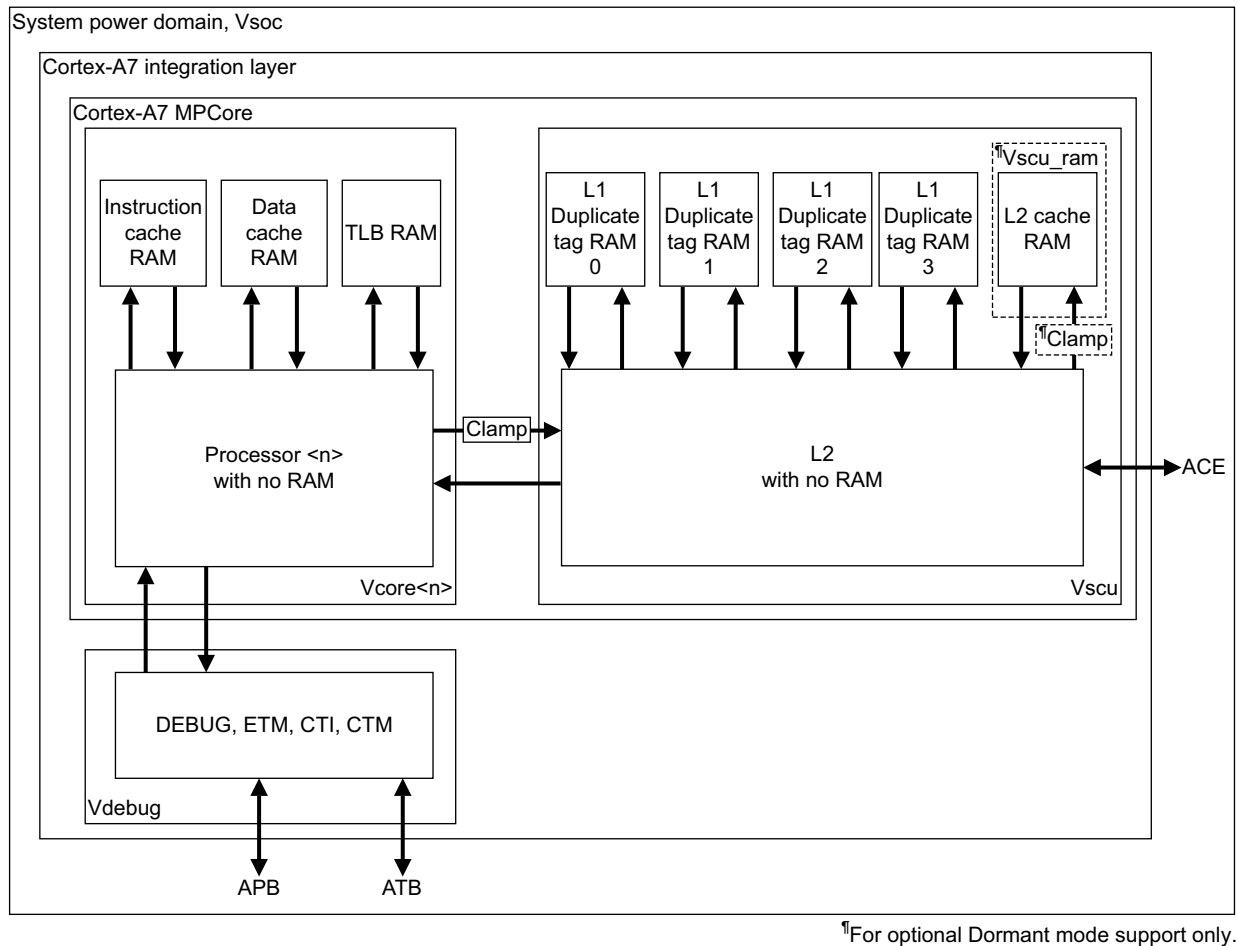 System power domain, Vsoc
Cortex-A7 integration layer
Cortex-A7 MPCore
Instruction
cache
RAM
Data
cache
RAM
TLB RAM
L1
Duplicate
tag RAM
0
L1
Duplicate
tag RAM
1
L1
Duplicate
tag RAM
2
L1
Duplicate
tag RAM
3
¶Vscu_ram
L2 cache
RAM
¶Clamp
Processor <n>
with no RAM
Clamp
L2
with no RAM
ACE
Vcore<n>
Vscu
DEBUG, ETM, CTI, CTM
Vdebug
APB
ATB
¶For optional Dormant mode support only.